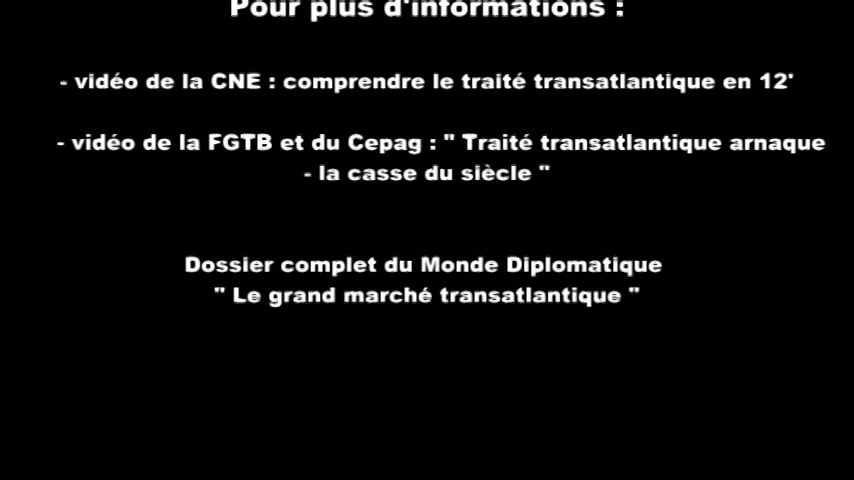 Pour plus d'informations :
- vidéo de la CNE : comprendre le traité transatlantique en 12'
- vidéo de la FGTB et du Cepag : " Traité transatlantique arnaque
- la casse du siècle "
Dossier complet du Monde Diplomatique
" Le grand marché transatlantique "